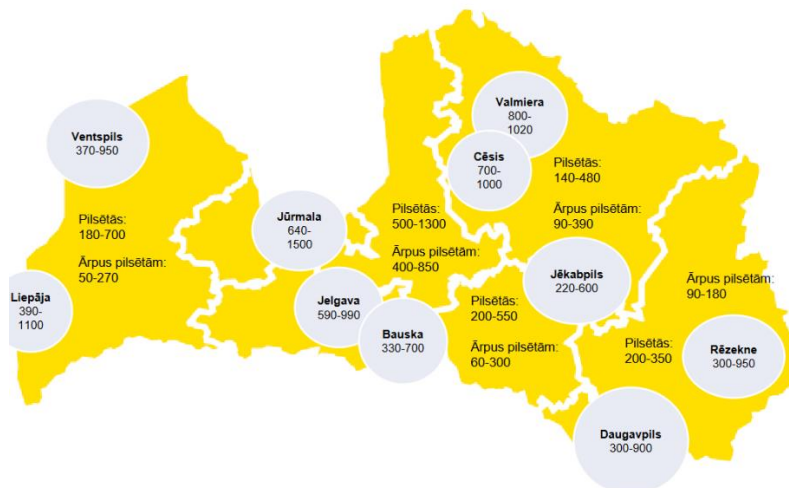 Ventspils
370-950
Pilsētās:
180-700
Ārpus pilsētām:
50-270
Liepāja
390-
1100
Jūrmala
640-
1500
Jelgava
590-990
Bauska
330-700
Pilsētās:
500-1300
Ārpus pilsētām:
400-850
Valmiera
800-
1020
Cēsis
700-
1000
Pilsētās:
140-480
Ārpus pilsētām:
90-390
Jēkabpils
220-600
Pilsētās:
200-550
Ārpus pilsētām:
60-300
Ārpus pilsētām:
90-180
Pilsētās:
200-350
Rēzekne
300-950
Daugavpils
300-900